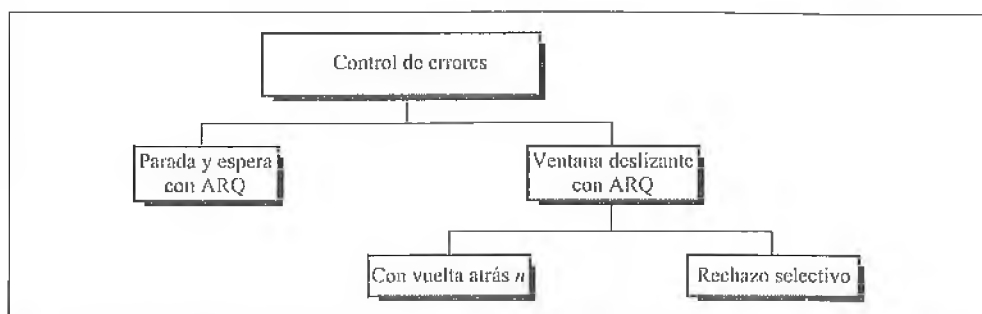 Control de errores
Parada y espera
con ARQ
Ventana deslizante
con ARQ
Con vuelta atrás n
Rechazo selectivo